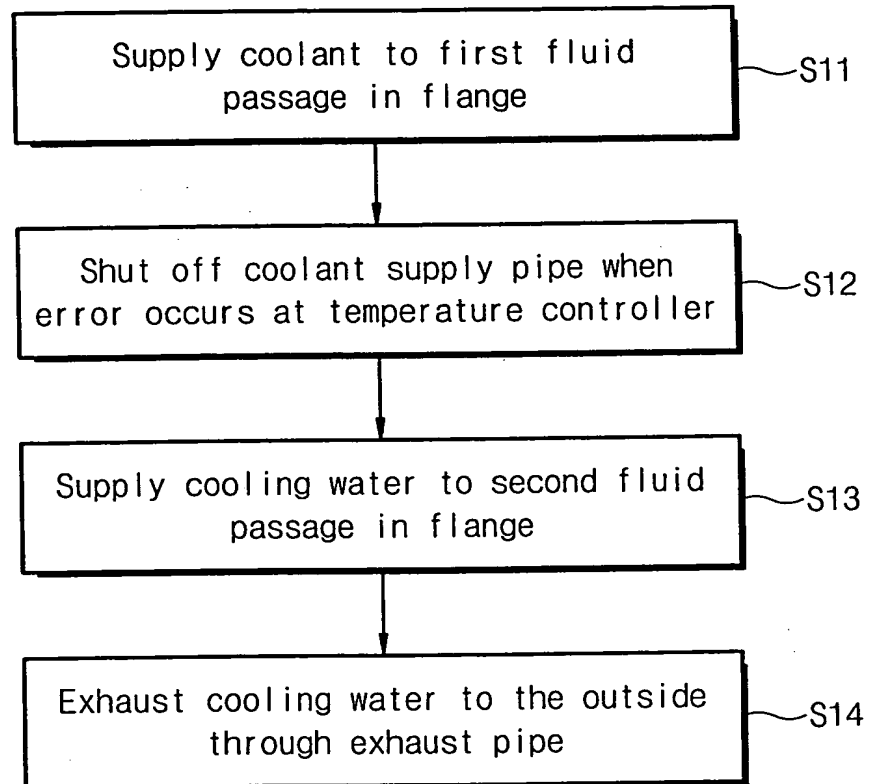 Supply coolant to first fluid
passage in flange
S11
Shut off coolant supply pipe when
error occurs at temperature controller
S12
Supply cooling water to second fluid
passage in flange
S13
Exhaust cooling water to the outside
through exhaust pipe
S14